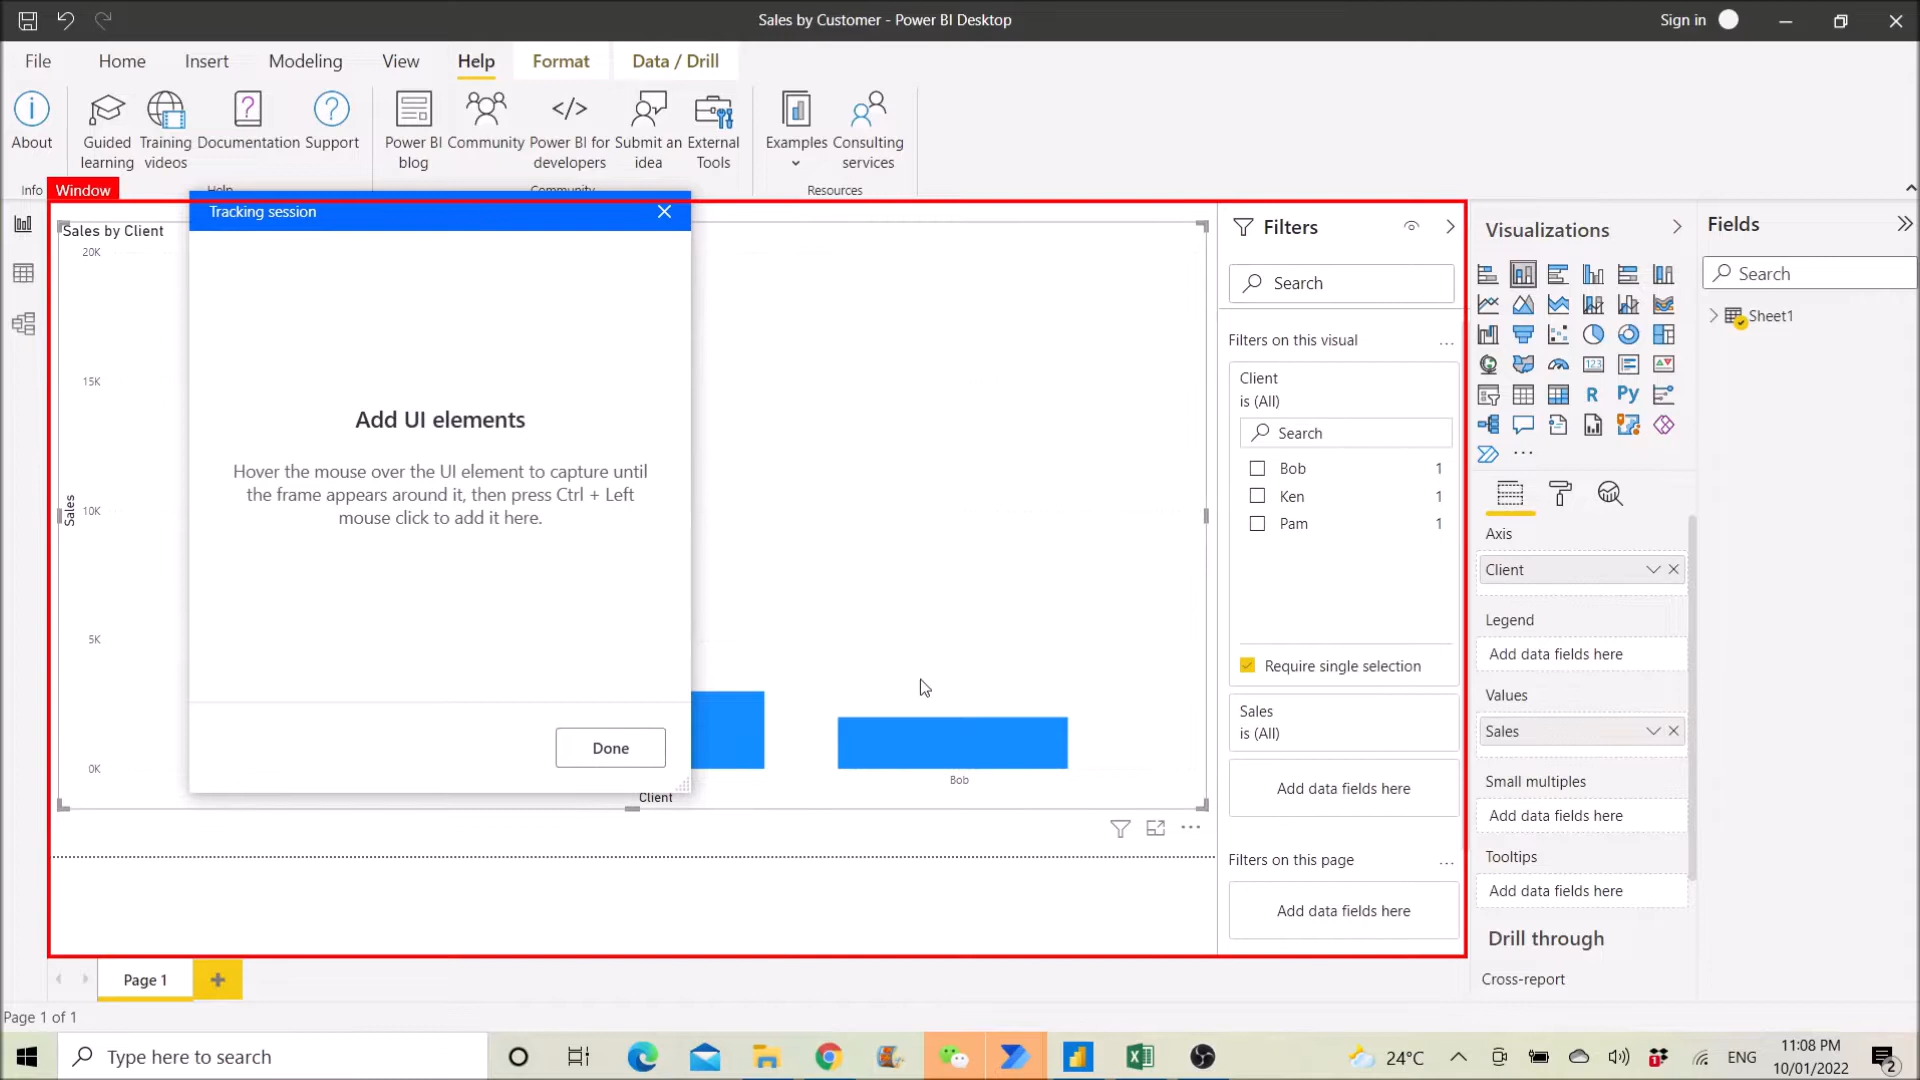 Sales by Customer - Power BI Desktop
Sign in
File
Home
Insert
Modeling
View
Help
Format
Data / Drill
About
Guided
learning
Training
videos
Documentation
Support
Power BI
blog
Community
Power BI for
developers
Submit an
idea
External
Tools
Examples
Consulting
services
Info
Help
Community
Resources
Window
Tracking session
Sales by Client
20K
15K
10K
5K
0K
Sales
Add UI elements
Hover the mouse over the UI element to capture until
the frame appears around it, then press Ctrl + Left
mouse click to add it here.
Done
Bob
Client
Filters
Search
Filters on this visual
...
Client
is (All)
Search
Bob 1
Ken 1
Pam 1
Require single selection
Sales
is (All)
Add data fields here
Filters on this page
...
Add data fields here
Visualizations
123
R
Py
...
Axis
Client
Legend
Add data fields here
Values
Sales
Small multiples
Add data fields here
Tooltips
Add data fields here
Drill through
Cross-report
Fields
Search
Sheet1
Page 1
Page 1 of 1
Type here to search
24°C
ENG
11:08 PM
10/01/2022
2